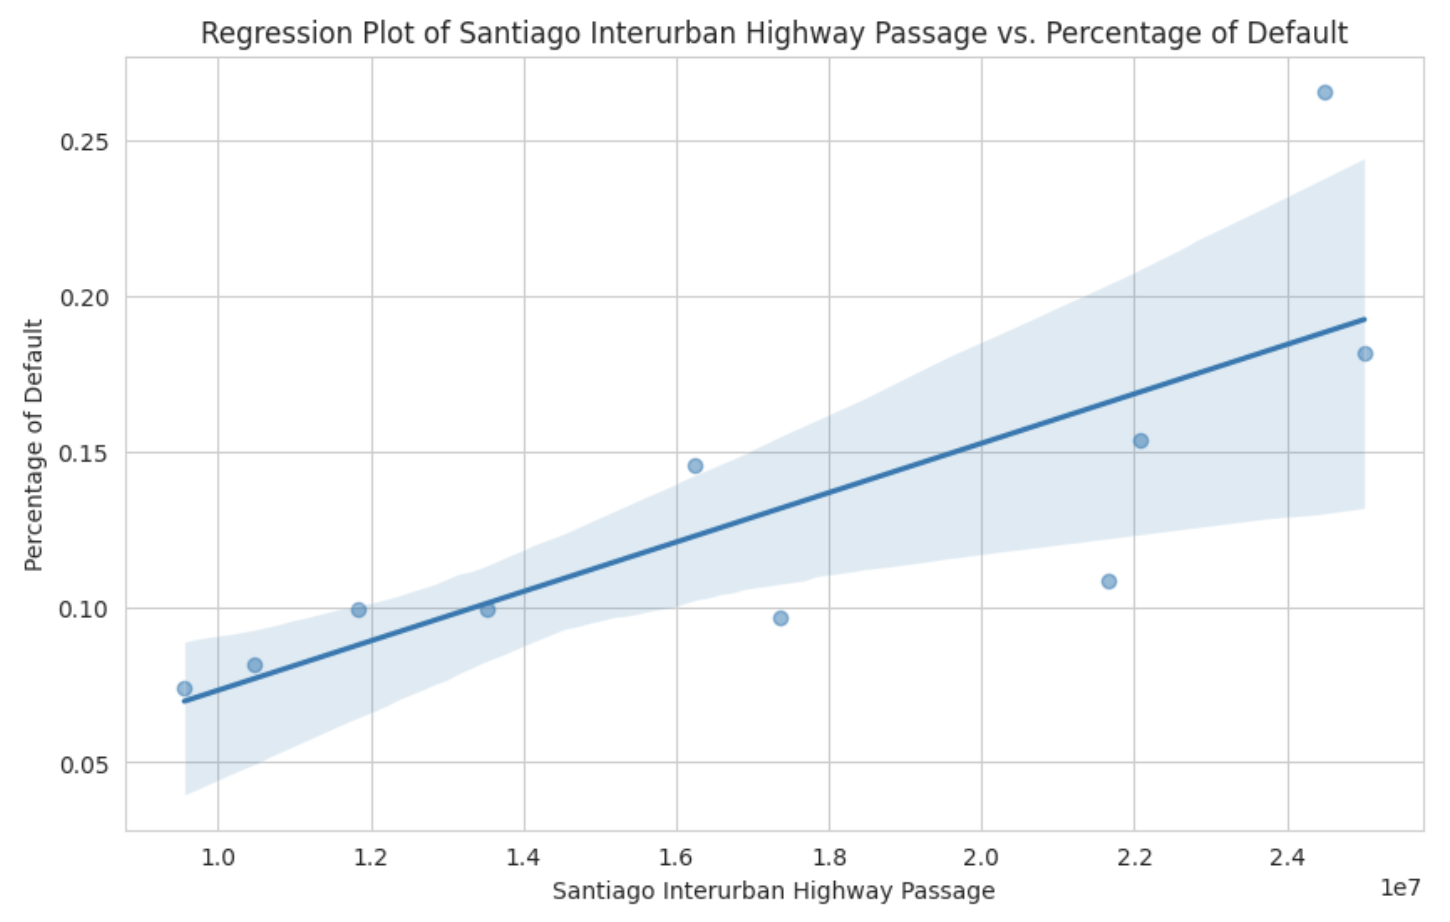 Regression Plot of Santiago Interurban Highway Passage vs. Percentage of Default
Percentage of Default
0.25
0.20
0.15
0.10
0.05
1.0 1.2 1.4 1.6 1.8 2.0 2.2 2.4
1e7
Santiago Interurban Highway Passage